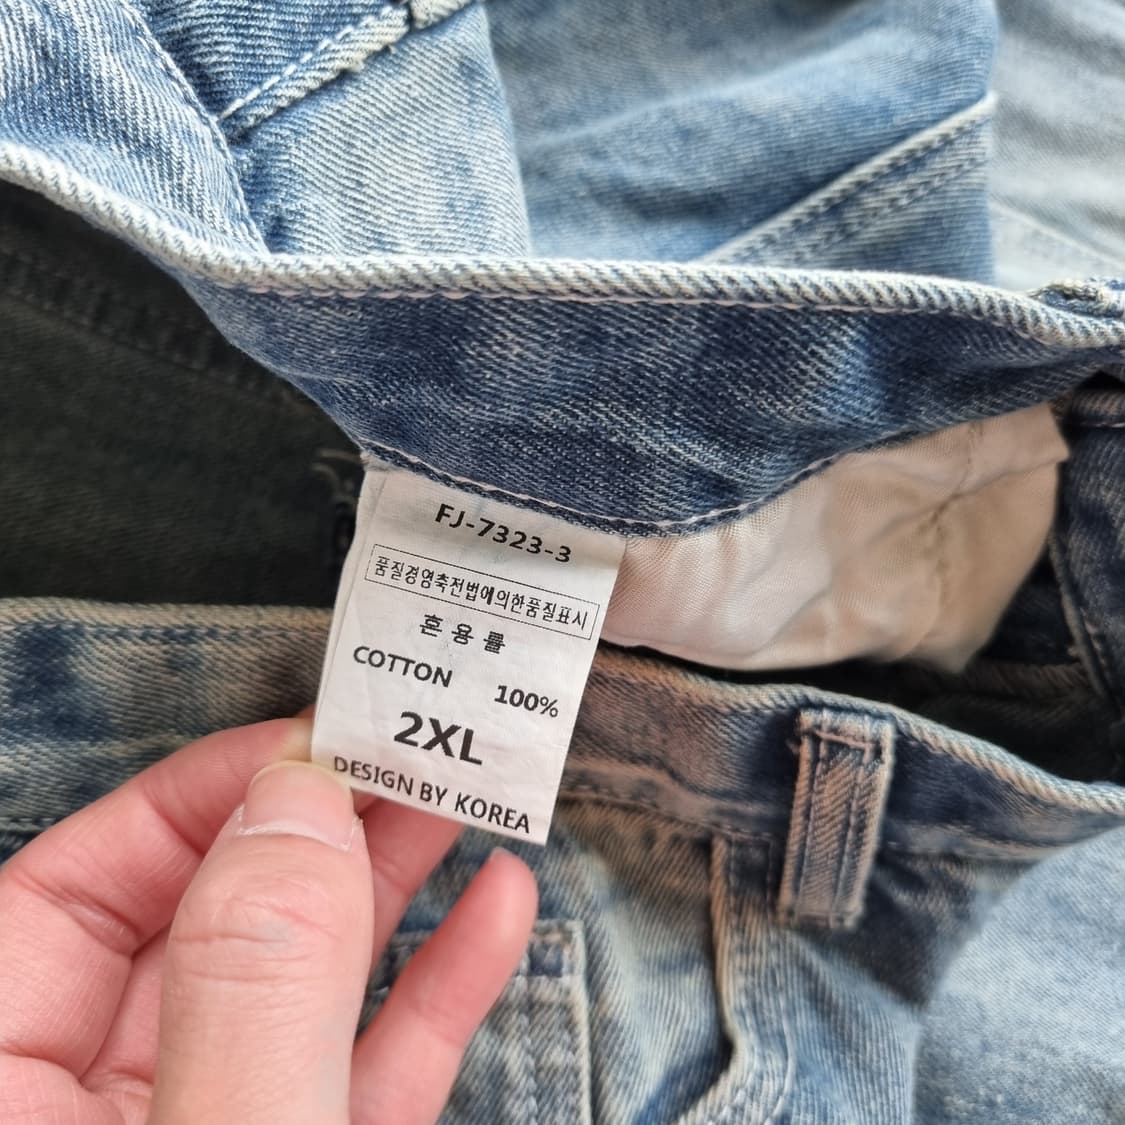 FJ-7323-3
품질경영축전법에의한품질표시
혼용률
COTTON 100%
2XL
DESIGN BY KOREA